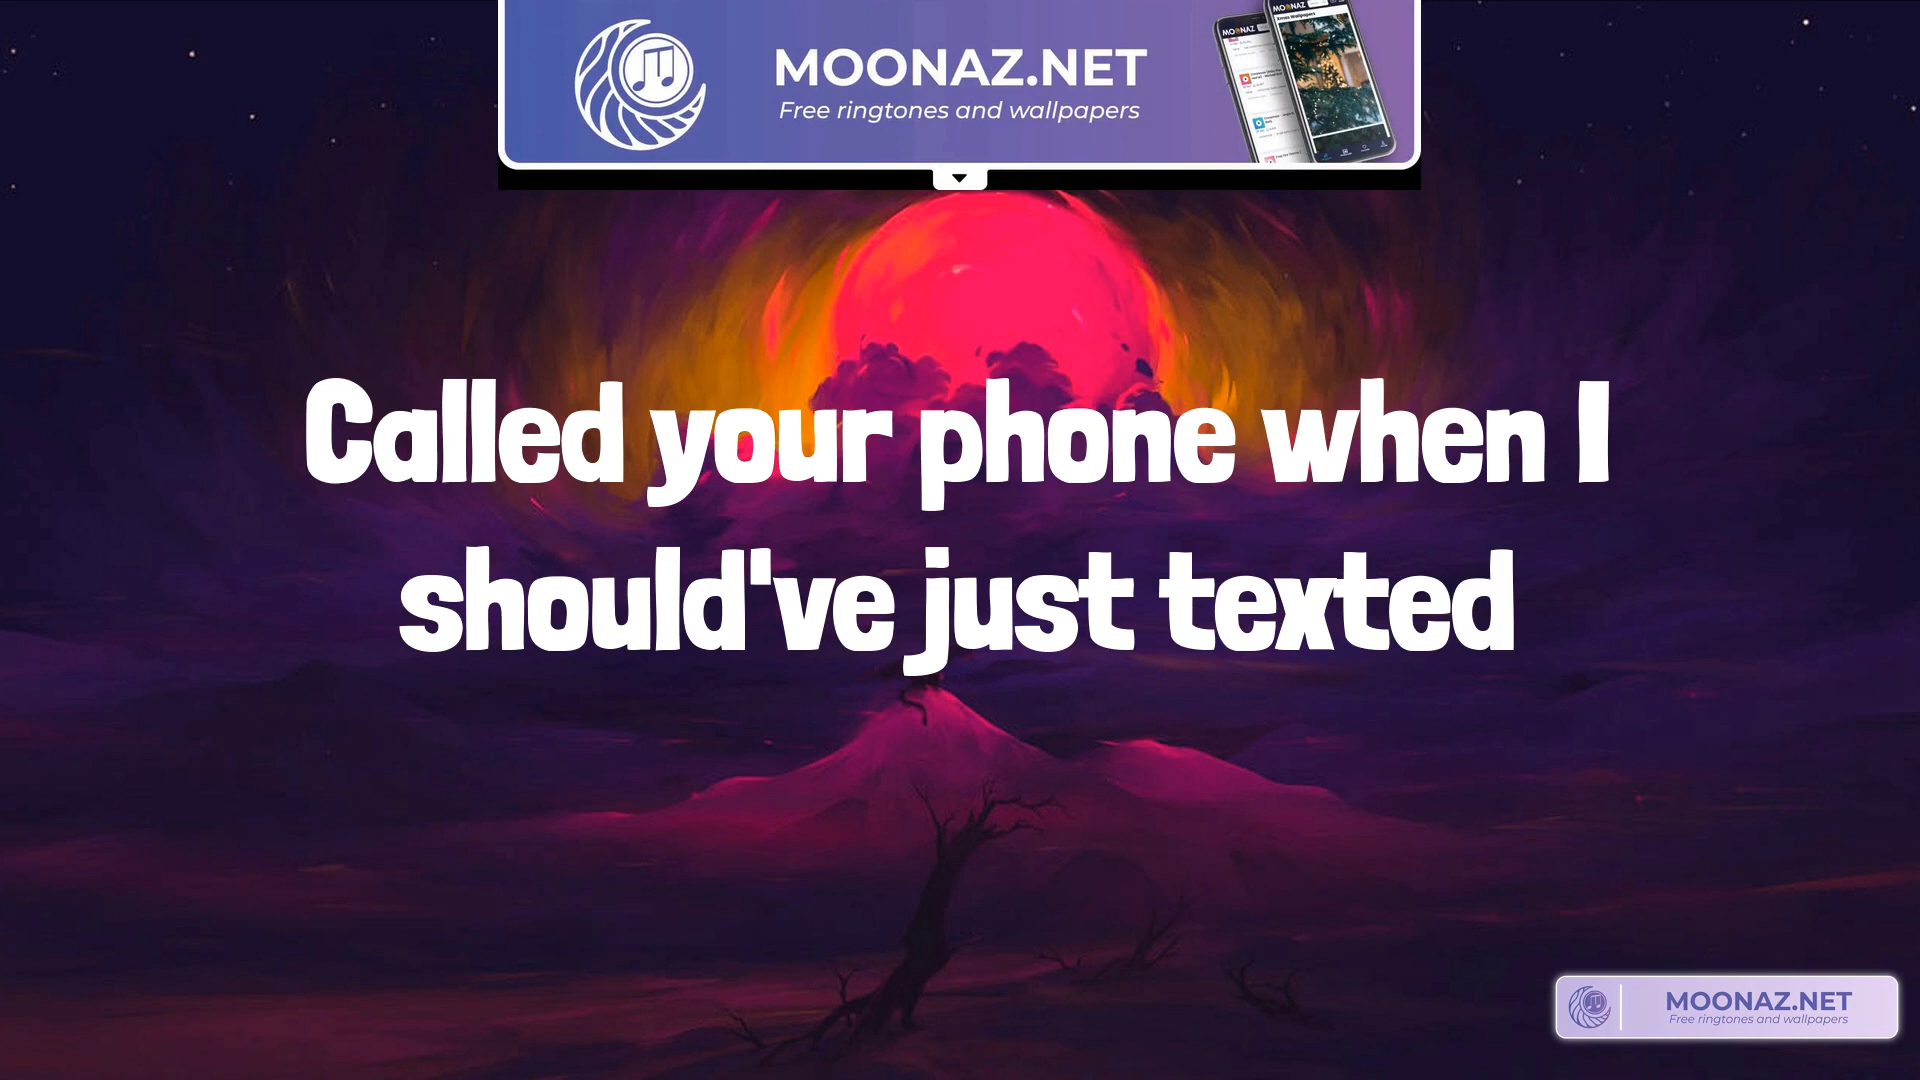 MOONAZ.NET
Free ringtones and wallpapers
MOONAZ
Called your phone when I
should've just texted
MOONAZ.NET
Free ringtones and wallpapers